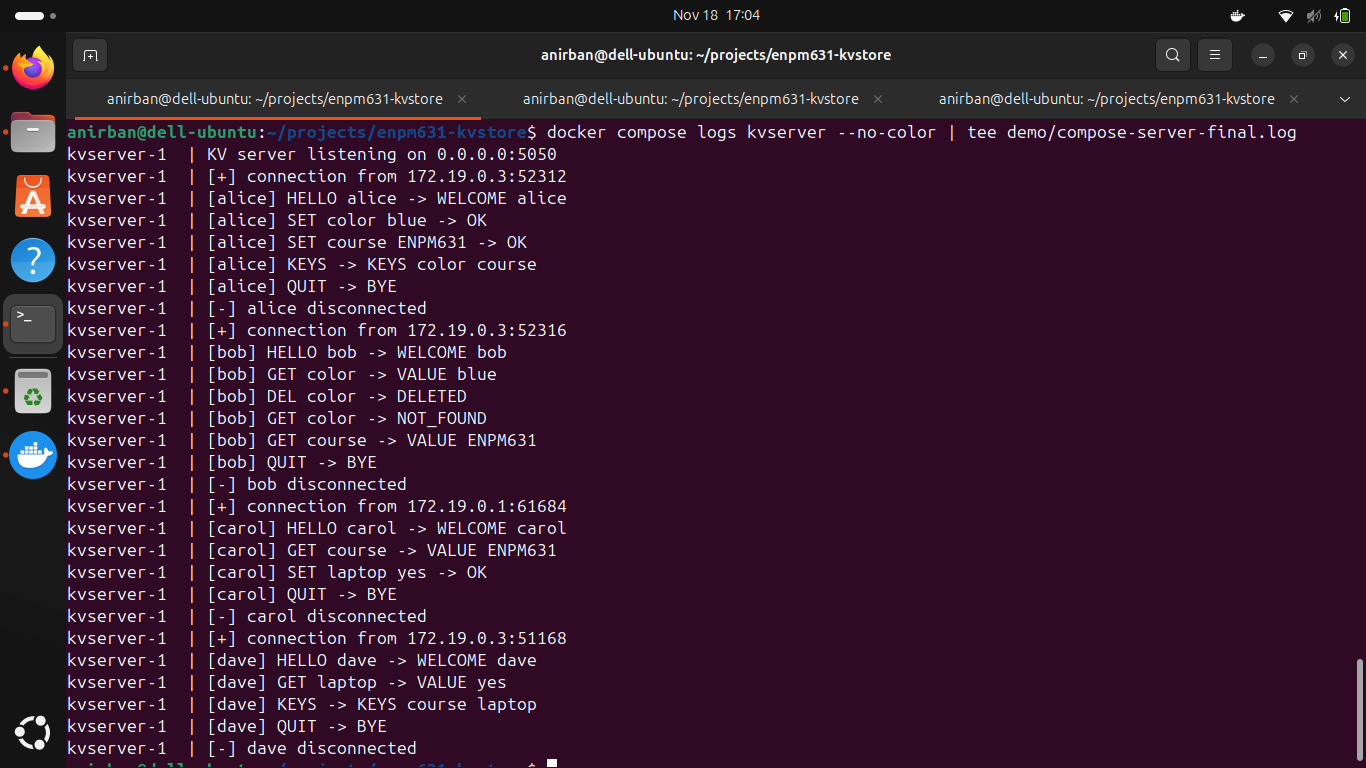 Nov 18 17:04
anirban@dell-ubuntu: ~/projects/enpm631-kvstore
anirban@dell-ubuntu: ~/projects/enpm631-kvstore × anirban@dell-ubuntu: ~/projects/enpm631-kvstore × anirban@dell-ubuntu: ~/projects/enpm631-kvstore ×
anirban@dell-ubuntu:~/projects/enpm631-kvstore$ docker compose logs kvserver --no-color | tee demo/compose-server-final.log
kvserver-1  | KV server listening on 0.0.0.0:5050
kvserver-1  | [+] connection from 172.19.0.3:52312
kvserver-1  | [alice] HELLO alice -> WELCOME alice
kvserver-1  | [alice] SET color blue -> OK
kvserver-1  | [alice] SET course ENPM631 -> OK
kvserver-1  | [alice] KEYS -> KEYS color course
kvserver-1  | [alice] QUIT -> BYE
kvserver-1  | [-] alice disconnected
kvserver-1  | [+] connection from 172.19.0.3:52316
kvserver-1  | [bob] HELLO bob -> WELCOME bob
kvserver-1  | [bob] GET color -> VALUE blue
kvserver-1  | [bob] DEL color -> DELETED
kvserver-1  | [bob] GET color -> NOT_FOUND
kvserver-1  | [bob] GET course -> VALUE ENPM631
kvserver-1  | [bob] QUIT -> BYE
kvserver-1  | [-] bob disconnected
kvserver-1  | [+] connection from 172.19.0.1:61684
kvserver-1  | [carol] HELLO carol -> WELCOME carol
kvserver-1  | [carol] GET course -> VALUE ENPM631
kvserver-1  | [carol] SET laptop yes -> OK
kvserver-1  | [carol] QUIT -> BYE
kvserver-1  | [-] carol disconnected
kvserver-1  | [+] connection from 172.19.0.3:51168
kvserver-1  | [dave] HELLO dave -> WELCOME dave
kvserver-1  | [dave] GET laptop -> VALUE yes
kvserver-1  | [dave] KEYS -> KEYS course laptop
kvserver-1  | [dave] QUIT -> BYE
kvserver-1  | [-] dave disconnected
anirban@dell-ubuntu:~/projects/enpm631-kvstore$